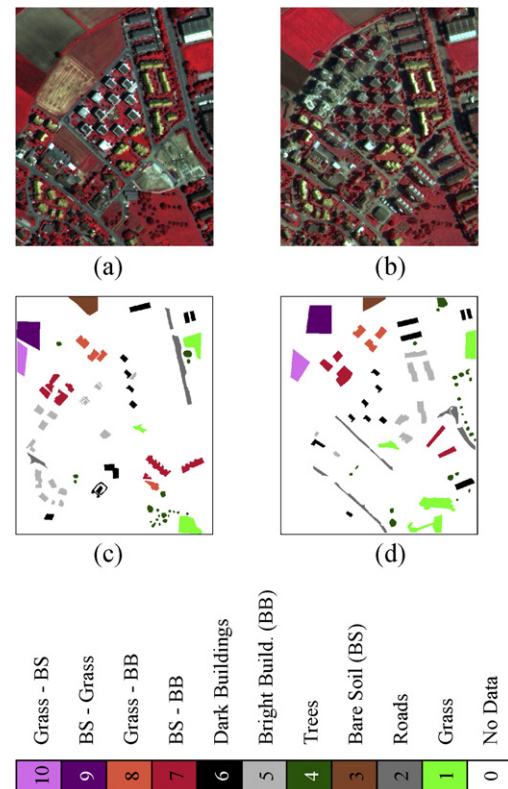 (a)
(b)
(c)
(d)
Grass - BS
BS - Grass
Grass - BB
BS - BB
Dark Buildings
Bright Build. (BB)
Trees
Bare Soil (BS)
Roads
Grass
No Data
10
9
8
7
6
5
4
3
2
1
0